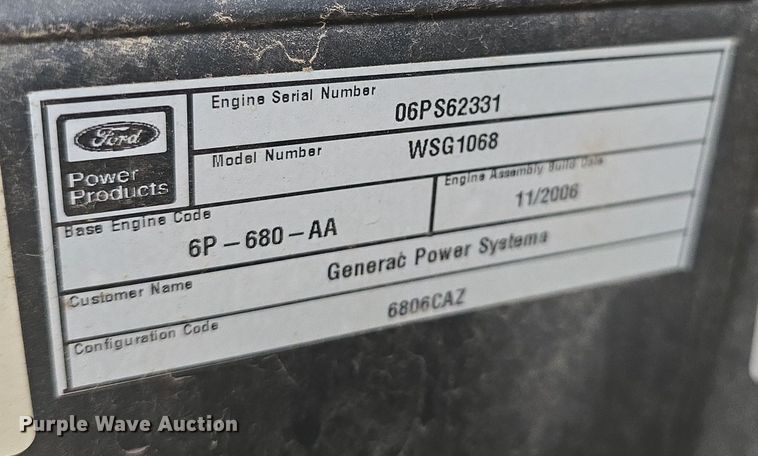 Ford
Power
Products
Engine Serial Number
06PS62331
Model Number
WSG1068
Base Engine Code
6P-680-AA
Engine Assembly Build Date
11/2006
Customer Name
Generac Power Systems
Configuration Code
6806CAZ
Purple Wave Auction®